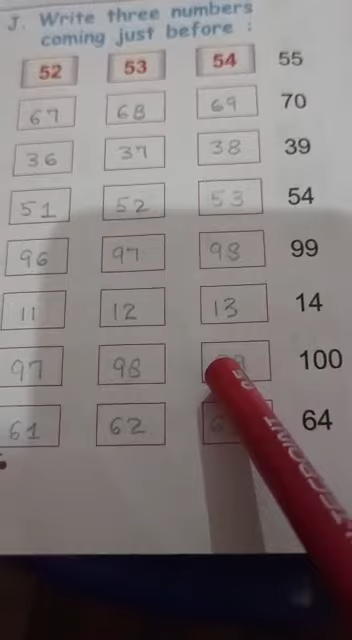 J. Write three numbers
coming just before :
52 53 54 55
67 68 69 70
36 37 38 39
51 52 53 54
96 97 98 99
11 12 13 14
97 98 100
61 62 64